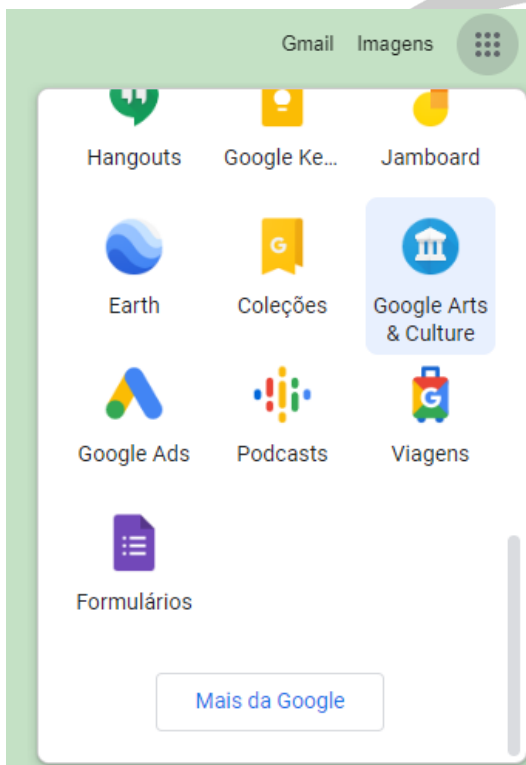 Gmail Imagens
Hangouts Google Ke... Jamboard
G
Earth Coleções Google Arts
& Culture
G
Google Ads Podcasts Viagens
Formulários
Mais da Google